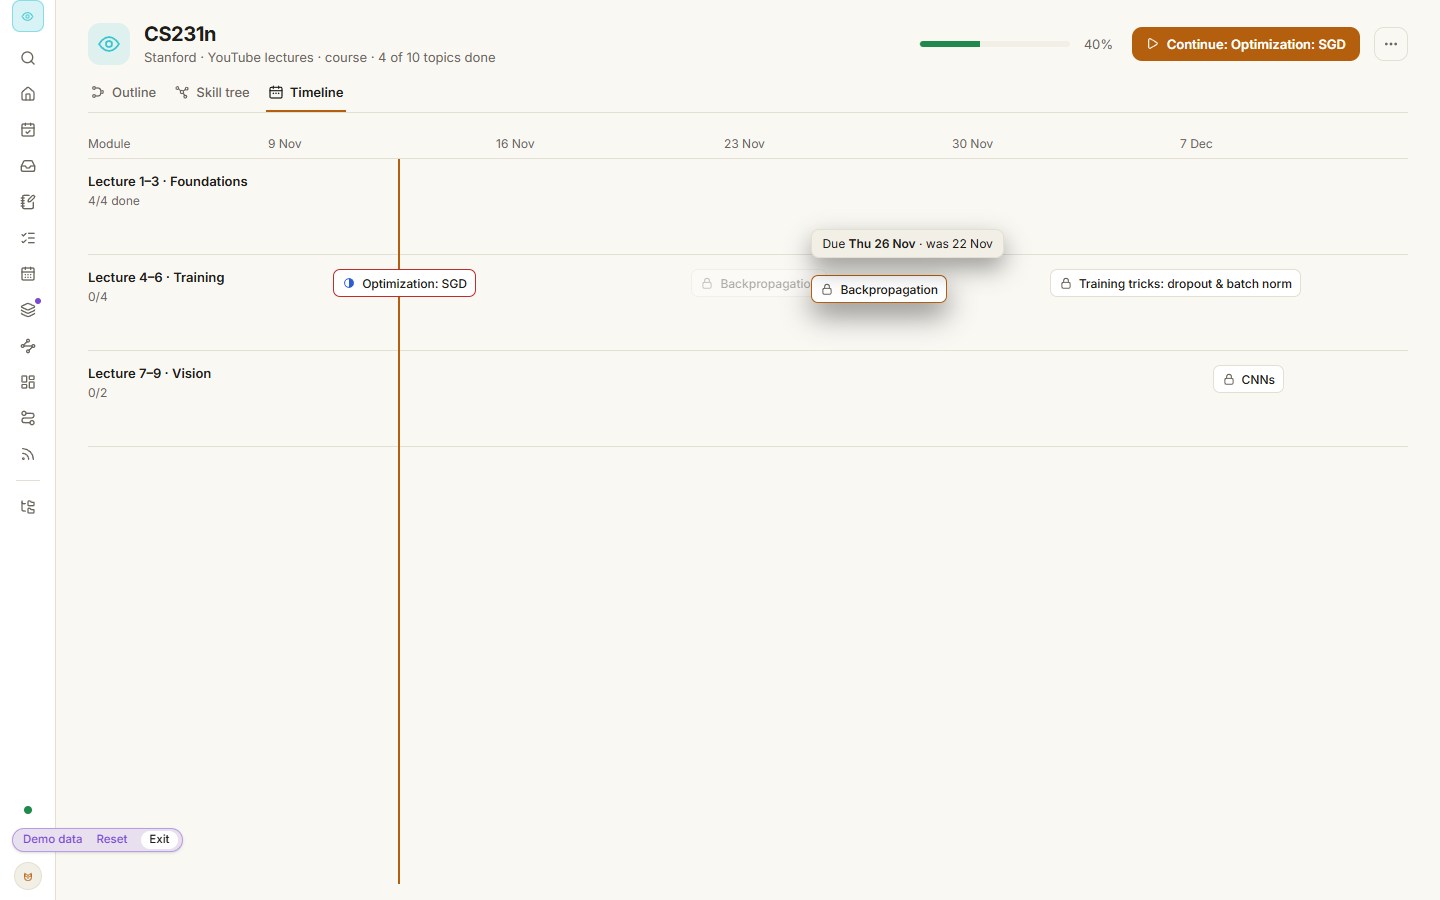 CS231n
Stanford · YouTube lectures · course · 4 of 10 topics done
40%
Continue: Optimization: SGD
Outline
Skill tree
Timeline
Module
9 Nov
16 Nov
23 Nov
30 Nov
7 Dec
Lecture 1–3 · Foundations
4/4 done
Due Thu 26 Nov · was 22 Nov
Lecture 4–6 · Training
0/4
Optimization: SGD
Backpropagatio
Backpropagation
Training tricks: dropout & batch norm
Lecture 7–9 · Vision
0/2
CNNs
Demo data
Reset
Exit